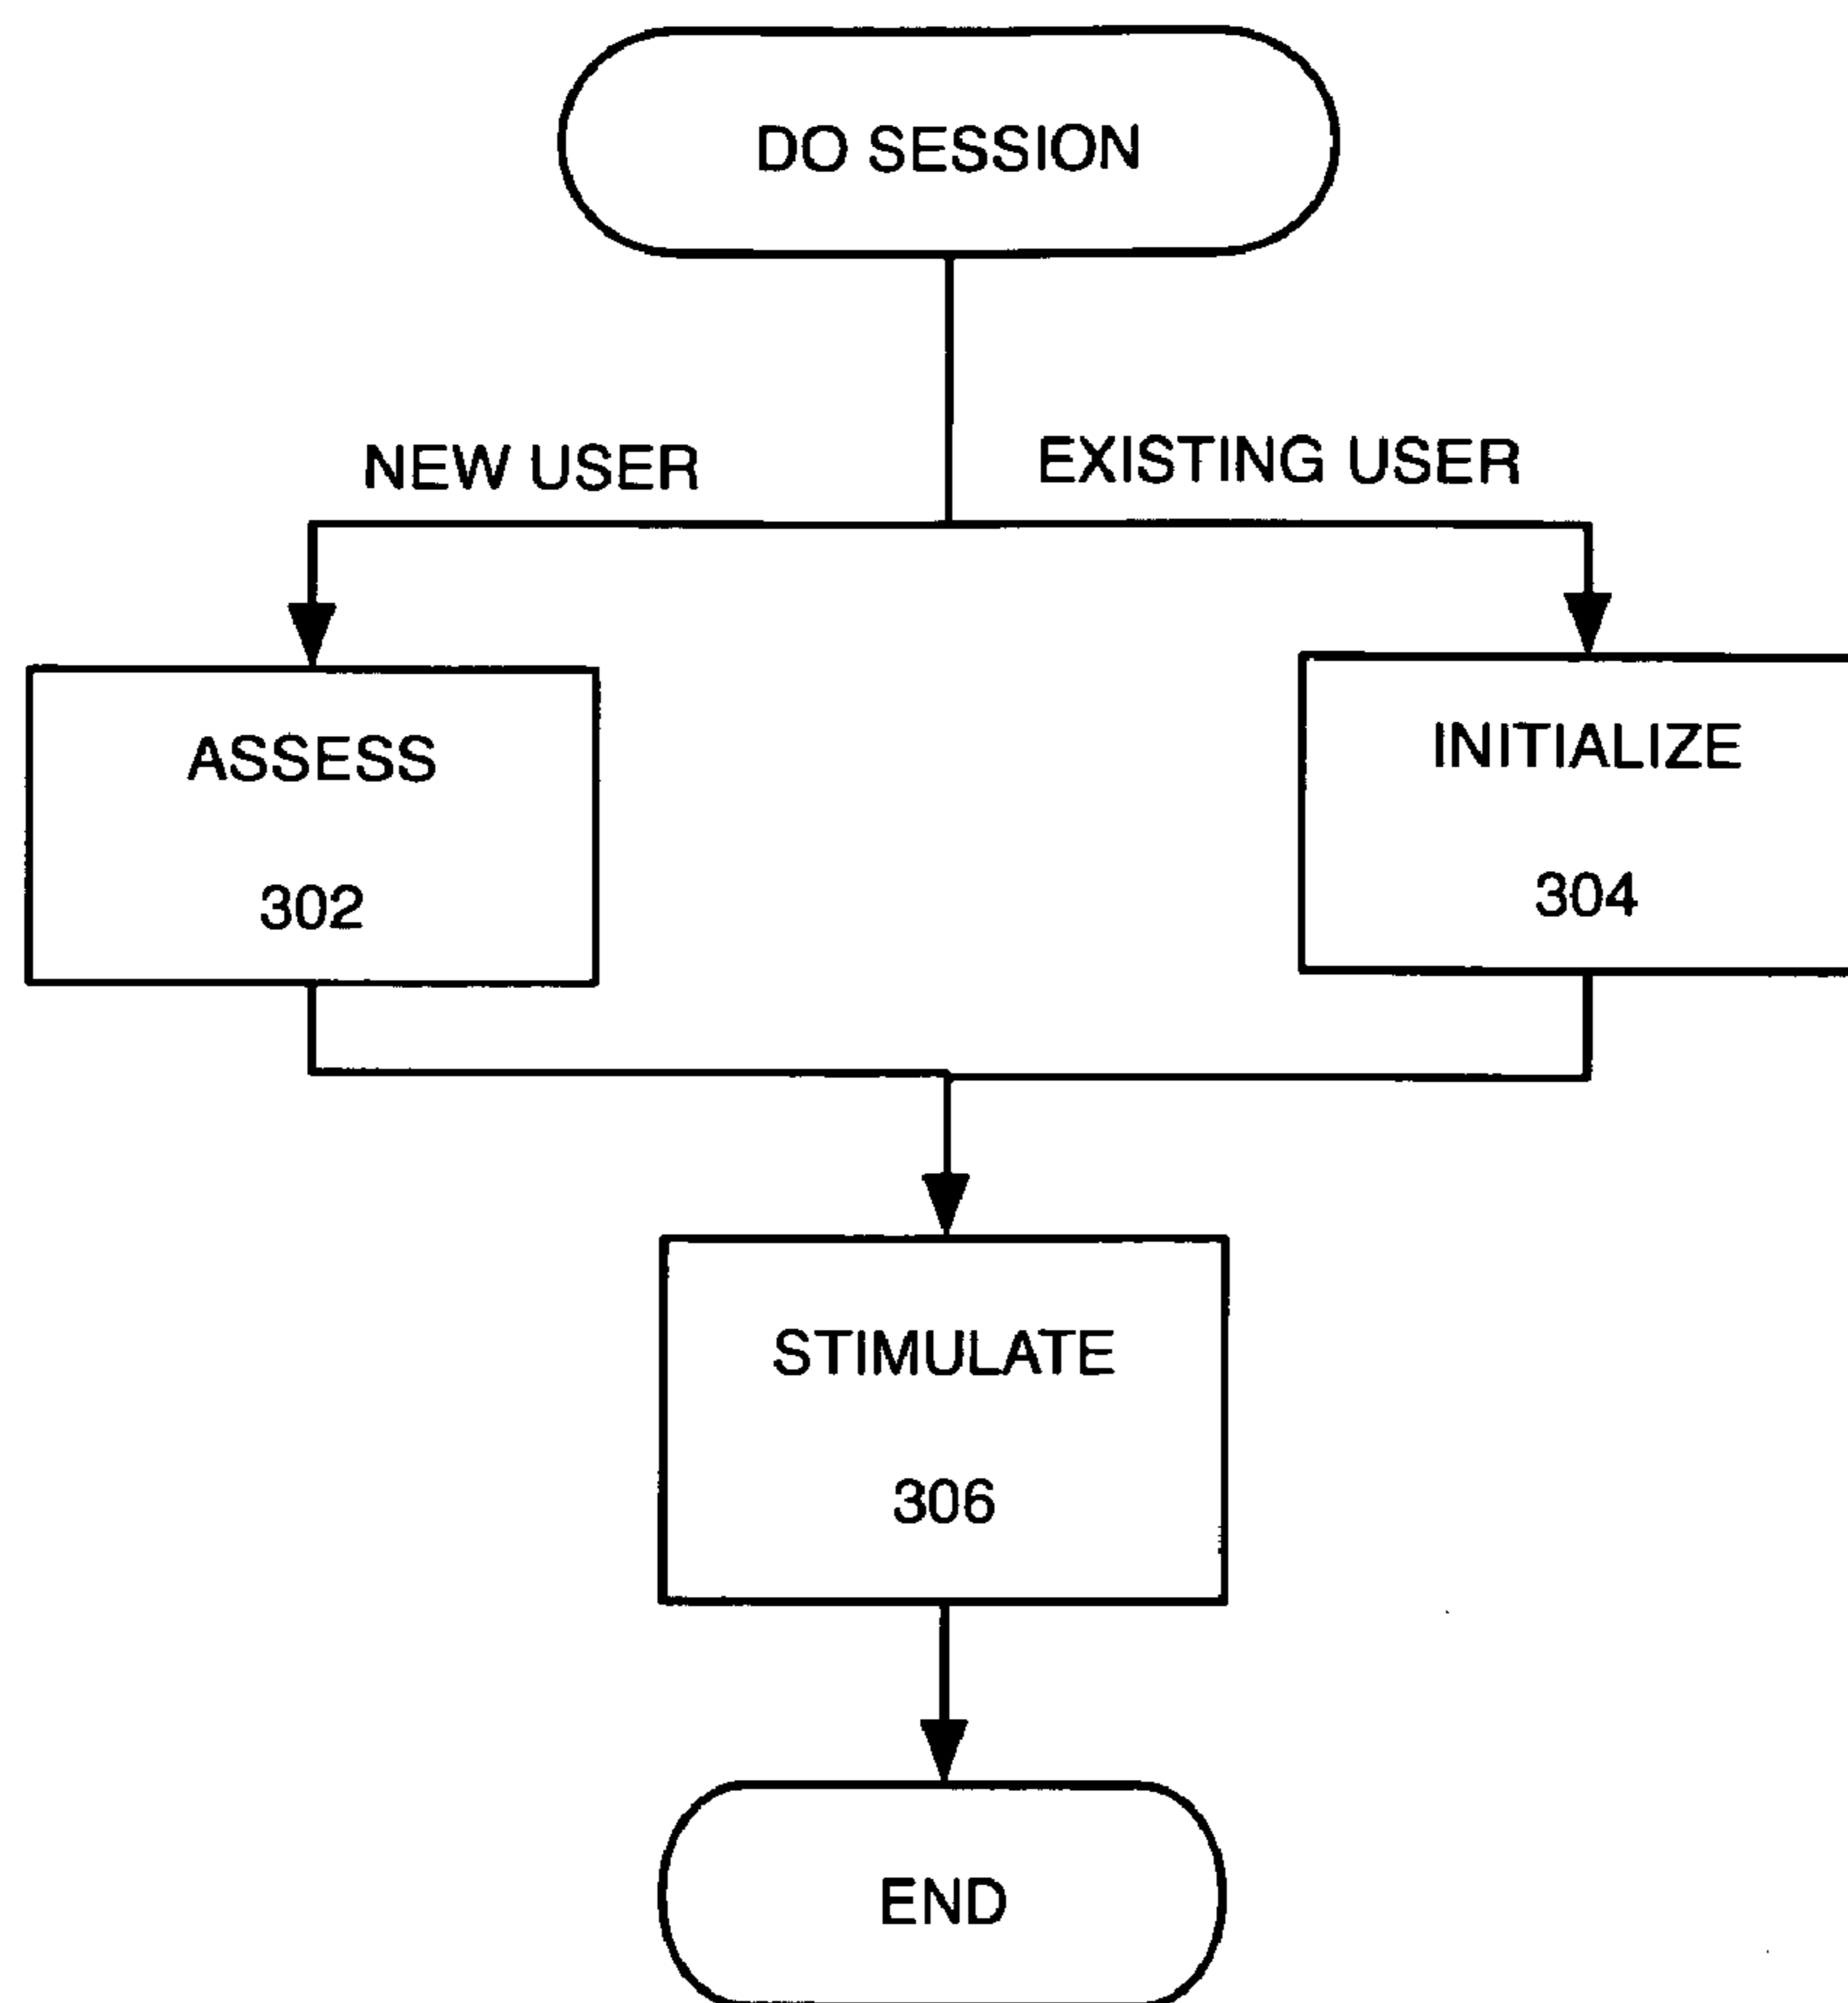 DO SESSION
NEW USER
EXISTING USER
ASSESS
302
INITIALIZE
304
STIMULATE
306
END